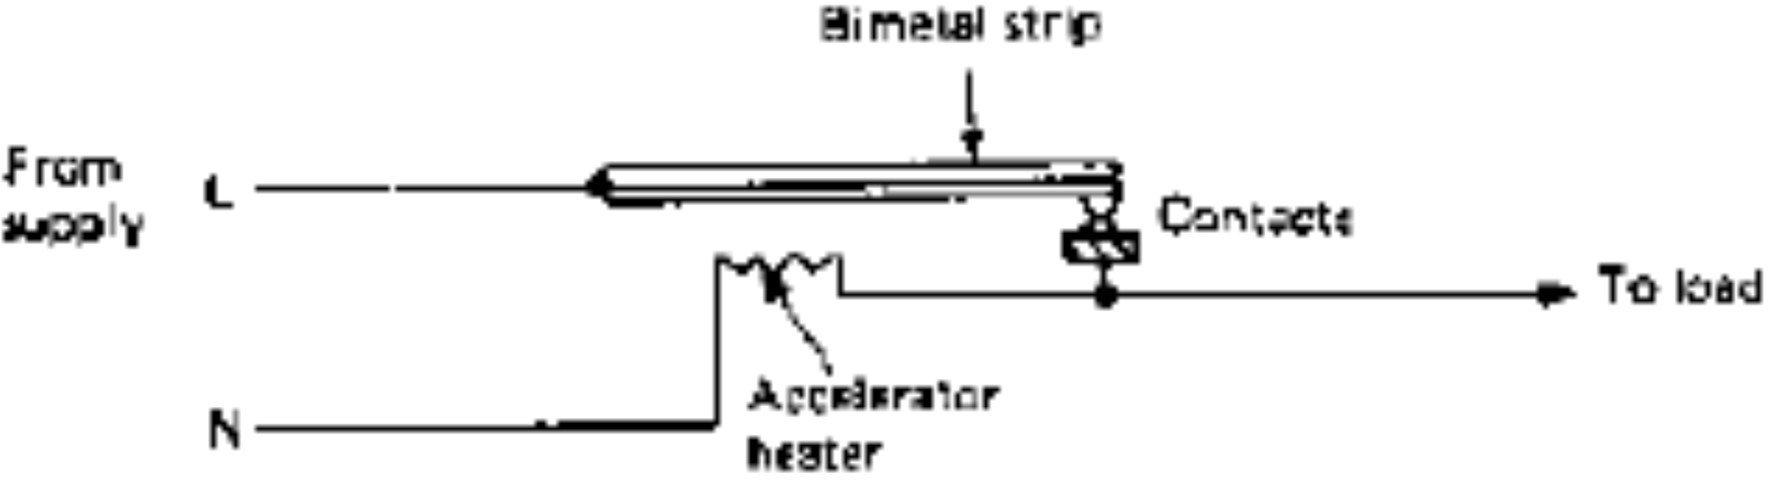 Bimetal strip
From
supply
L
Contacts
To load
Accelerator
heater
N